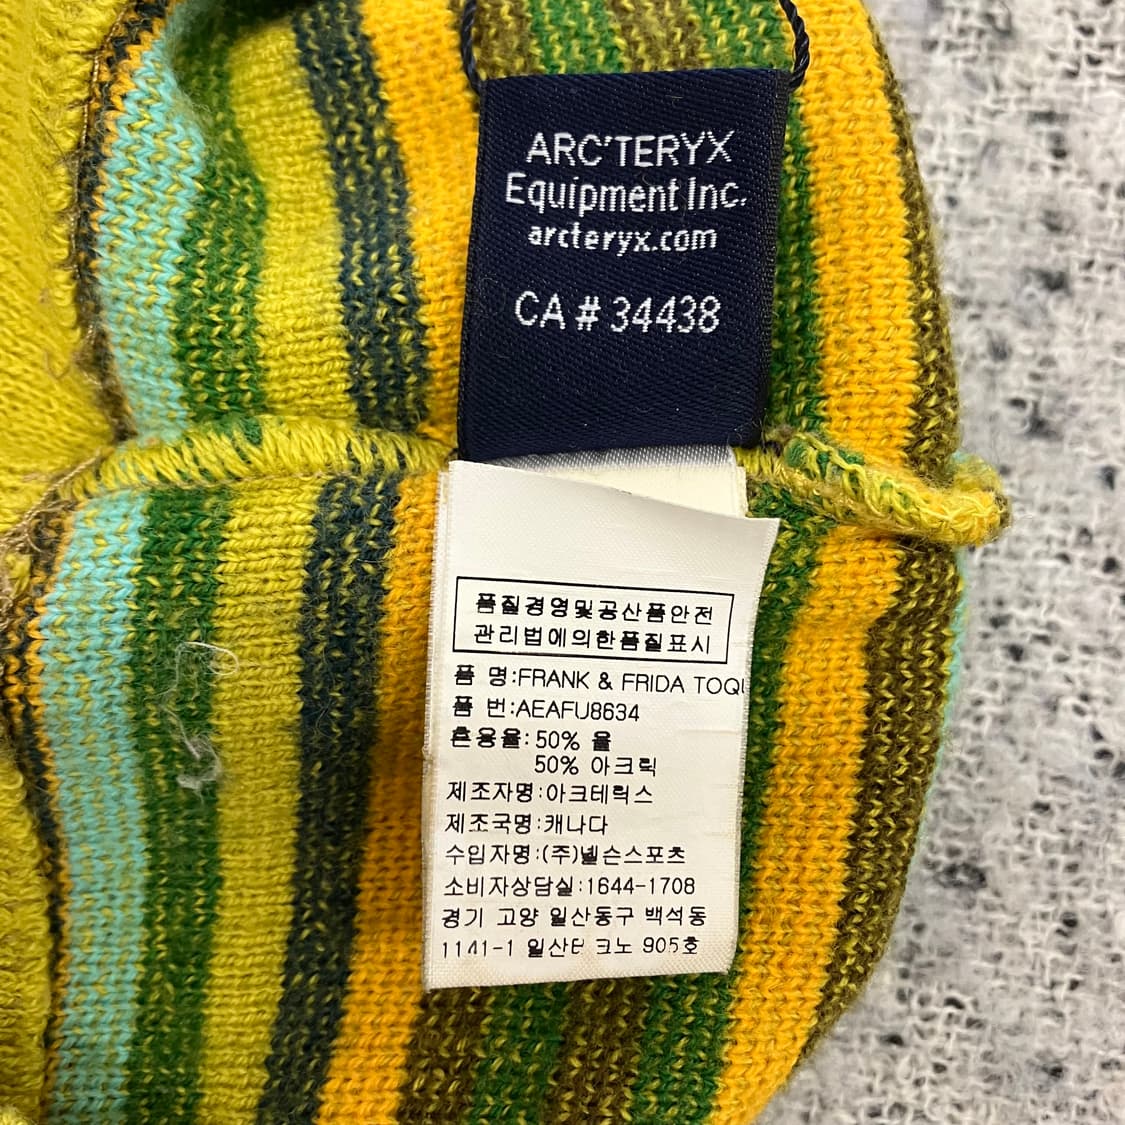 ARC'TERYX
Equipment Inc.
arcteryx.com
CA # 34438
품질경영및공산품안전
관리법에의한품질표시
품 명:FRANK & FRIDA TOQU
품 번:AEAFU8634
혼용율:50% 울
50% 아크릭
제조자명:아크테릭스
제조국명:캐나다
수입자명:(주)넬슨스포츠
소비자상담실:1644-1708
경기 고양 일산동구 백석동
1141-1 일산테크노 905호